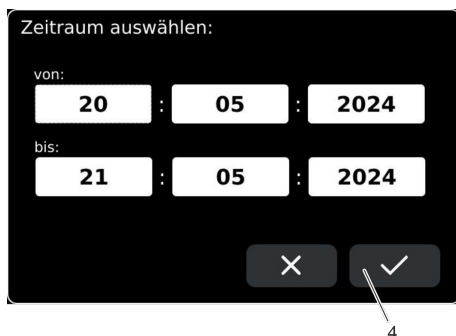 Zeitraum auswählen:
von:
20 : 05 : 2024
bis:
21 : 05 : 2024
4